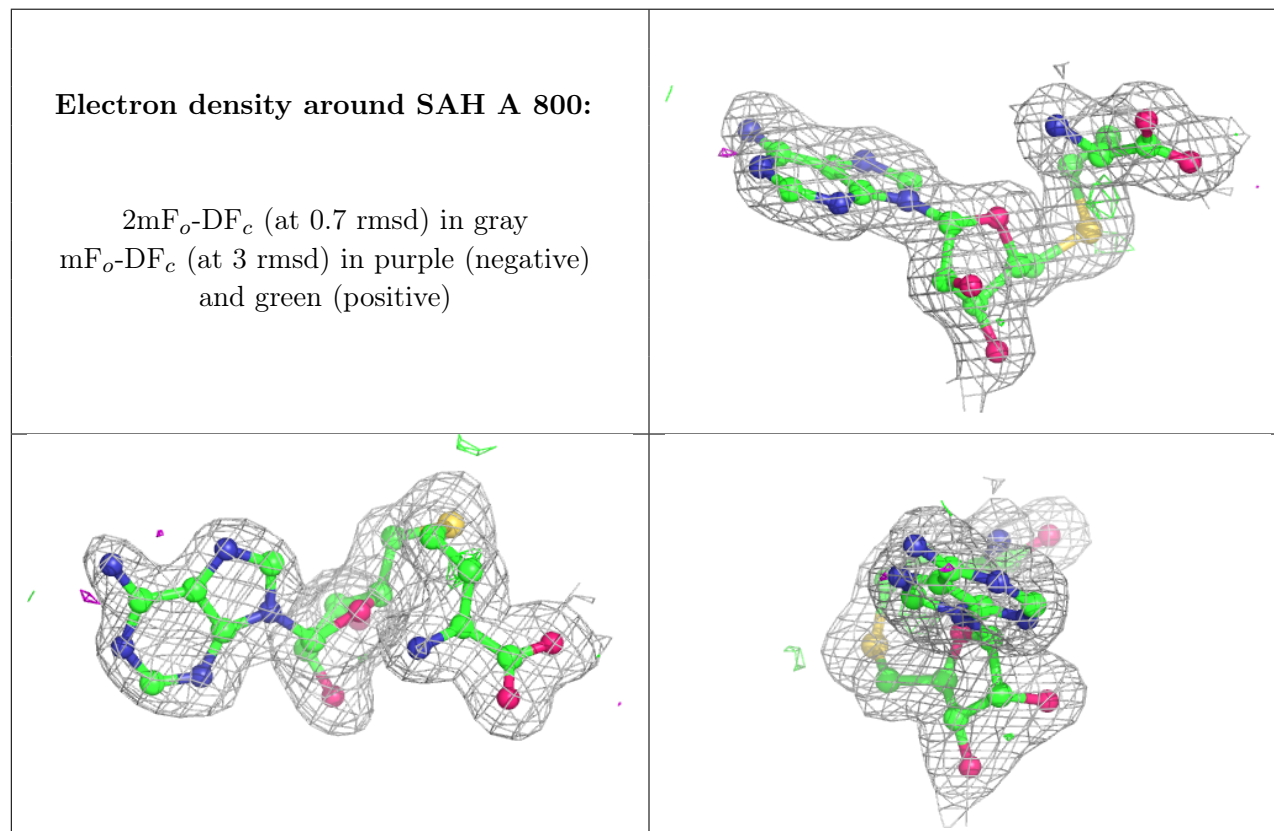 Electron density around SAH A 800:
2mFo-DFc (at 0.7 rmsd) in gray
mFo-DFc (at 3 rmsd) in purple (negative)
and green (positive)